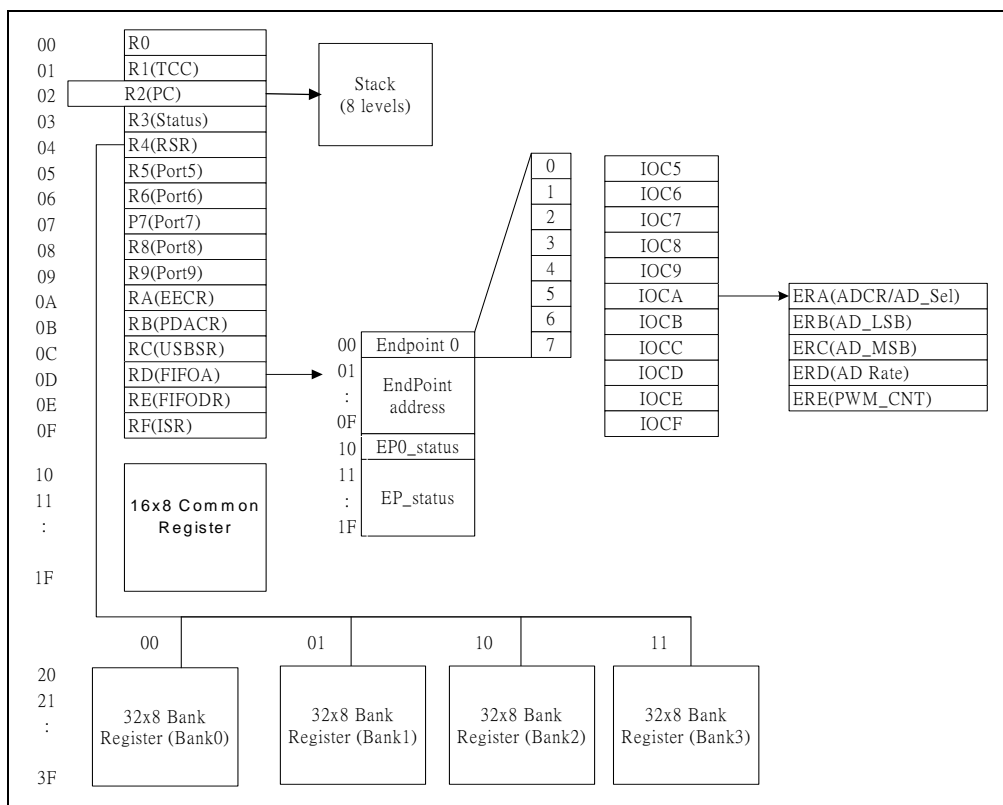 00
01
02
03
04
05
06
07
08
09
0A
0B
0C
0D
0E
0F
10
11
:
1F
R0
R1(TCC)
R2(PC)
R3(Status)
R4(RSR)
R5(Port5)
R6(Port6)
P7(Port7)
R8(Port8)
R9(Port9)
RA(EECR)
RB(PDACR)
RC(USBSR)
RD(FIFOA)
RE(FIFODR)
RF(ISR)
16x8 Common
Register
Stack
(8 levels)
00
01
:
0F
10
11
:
1F
Endpoint 0
EndPoint
address
EP0_status
EP_status
0
1
2
3
4
5
6
7
IOC5
IOC6
IOC7
IOC8
IOC9
IOCA
IOCB
IOCC
IOCD
IOCE
IOCF
ERA(ADCR/AD_Sel)
ERB(AD_LSB)
ERC(AD_MSB)
ERD(AD Rate)
ERE(PWM_CNT)
00
01
10
11
20
21
:
3F
32x8 Bank
Register (Bank0)
32x8 Bank
Register (Bank1)
32x8 Bank
Register (Bank2)
32x8 Bank
Register (Bank3)